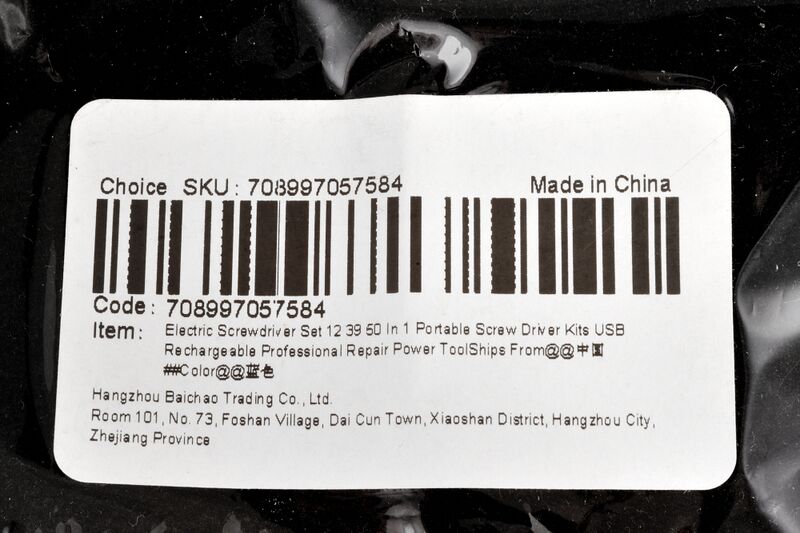 Choice SKU: 708997057584
Made in China
Code: 708997057584
Item: Electric Screwdriver Set 12 39 50 In 1 Portable Screw Driver Kits USB
Rechargeable Professional Repair Power ToolShips From@@中国
##Color@@蓝色
Hangzhou Baichao Trading Co., Ltd.
Room 101, No. 73, Foshan Village, Dai Cun Town, Xiaoshan District, Hangzhou City,
Zhejiang Province